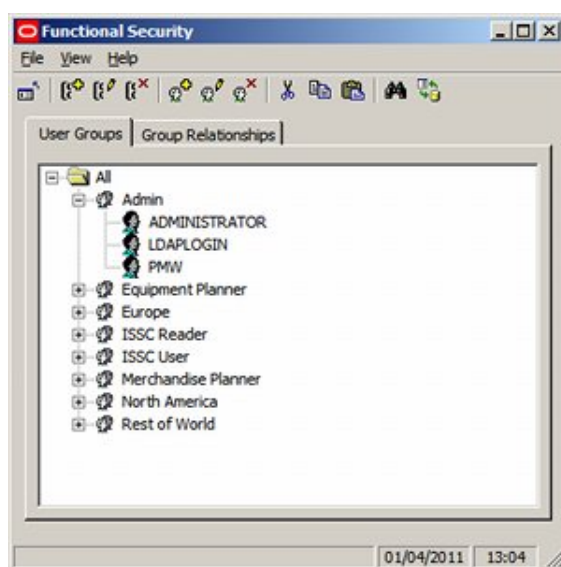 Functional Security
File View Help
User Groups Group Relationships
All
Admin
ADMINISTRATOR
LDAPLOGIN
PMW
Equipment Planner
Europe
ISSC Reader
ISSC User
Merchandise Planner
North America
Rest of World
01/04/2011 13:04